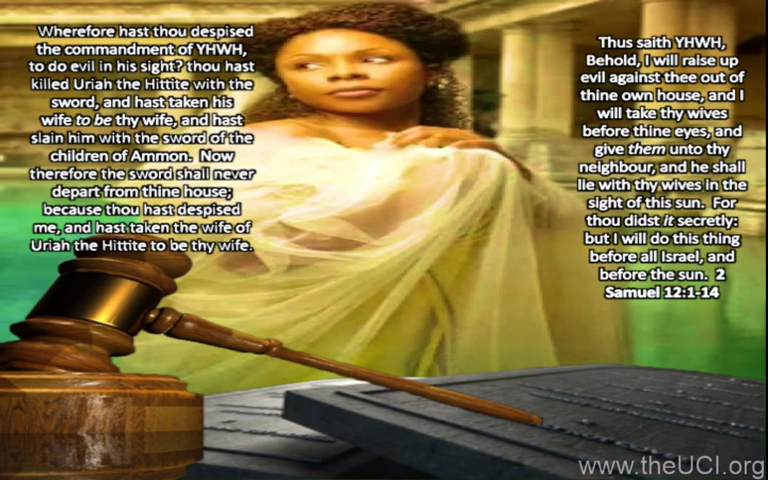 Wherefore hast thou despised
the commandment of YHWH,
to do evil in his sight? thou hast
killed Uriah the Hittite with the
sword, and hast taken his
wife to be thy wife, and hast
slain him with the sword of the
children of Ammon. Now
therefore the sword shall never
depart from thine house;
because thou hast despised
me, and hast taken the wife of
Uriah the Hittite to be thy wife.
Thus saith YHWH,
Behold, I will raise up
evil against thee out of
thine own house, and I
will take thy wives
before thine eyes, and
give them unto thy
neighbour, and he shall
lie with thy wives in the
sight of this sun. For
thou didst it secretly:
but I will do this thing
before all Israel, and
before the sun. 2
Samuel 12:1-14
www.theUCI.org